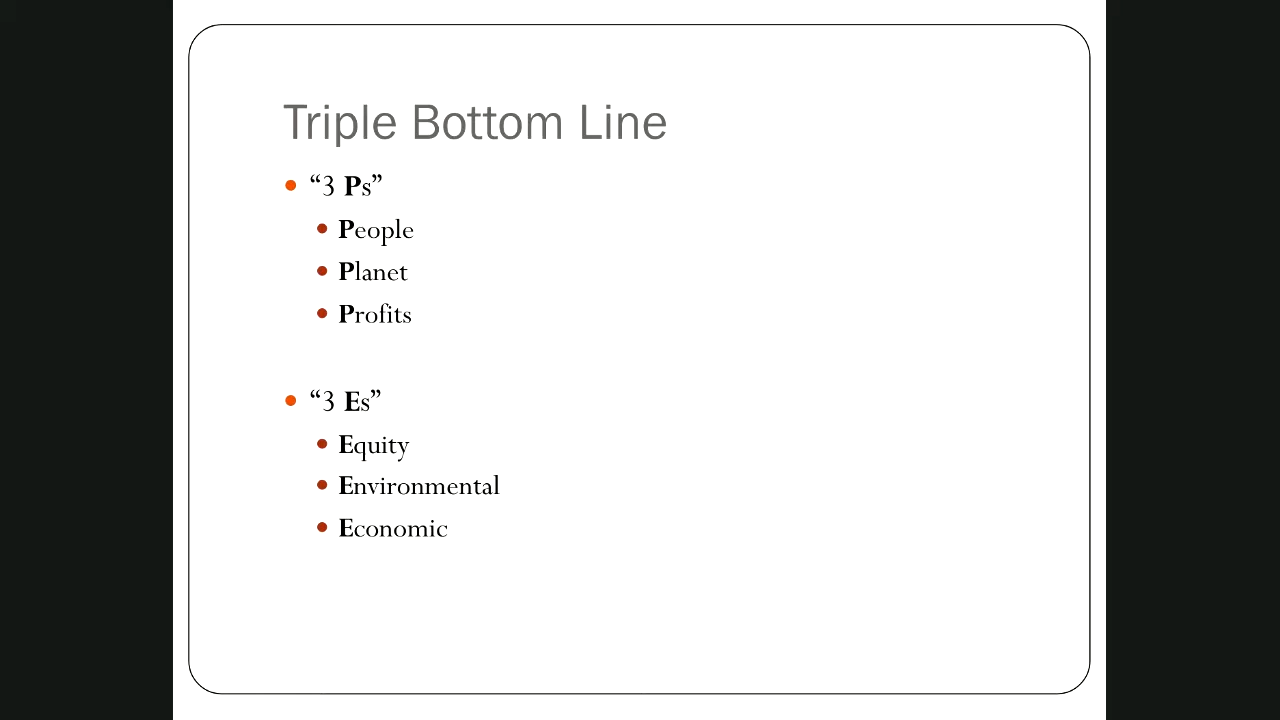 Triple Bottom Line
“3 Ps”
People
Planet
Profits
“3 Es”
Equity
Environmental
Economic